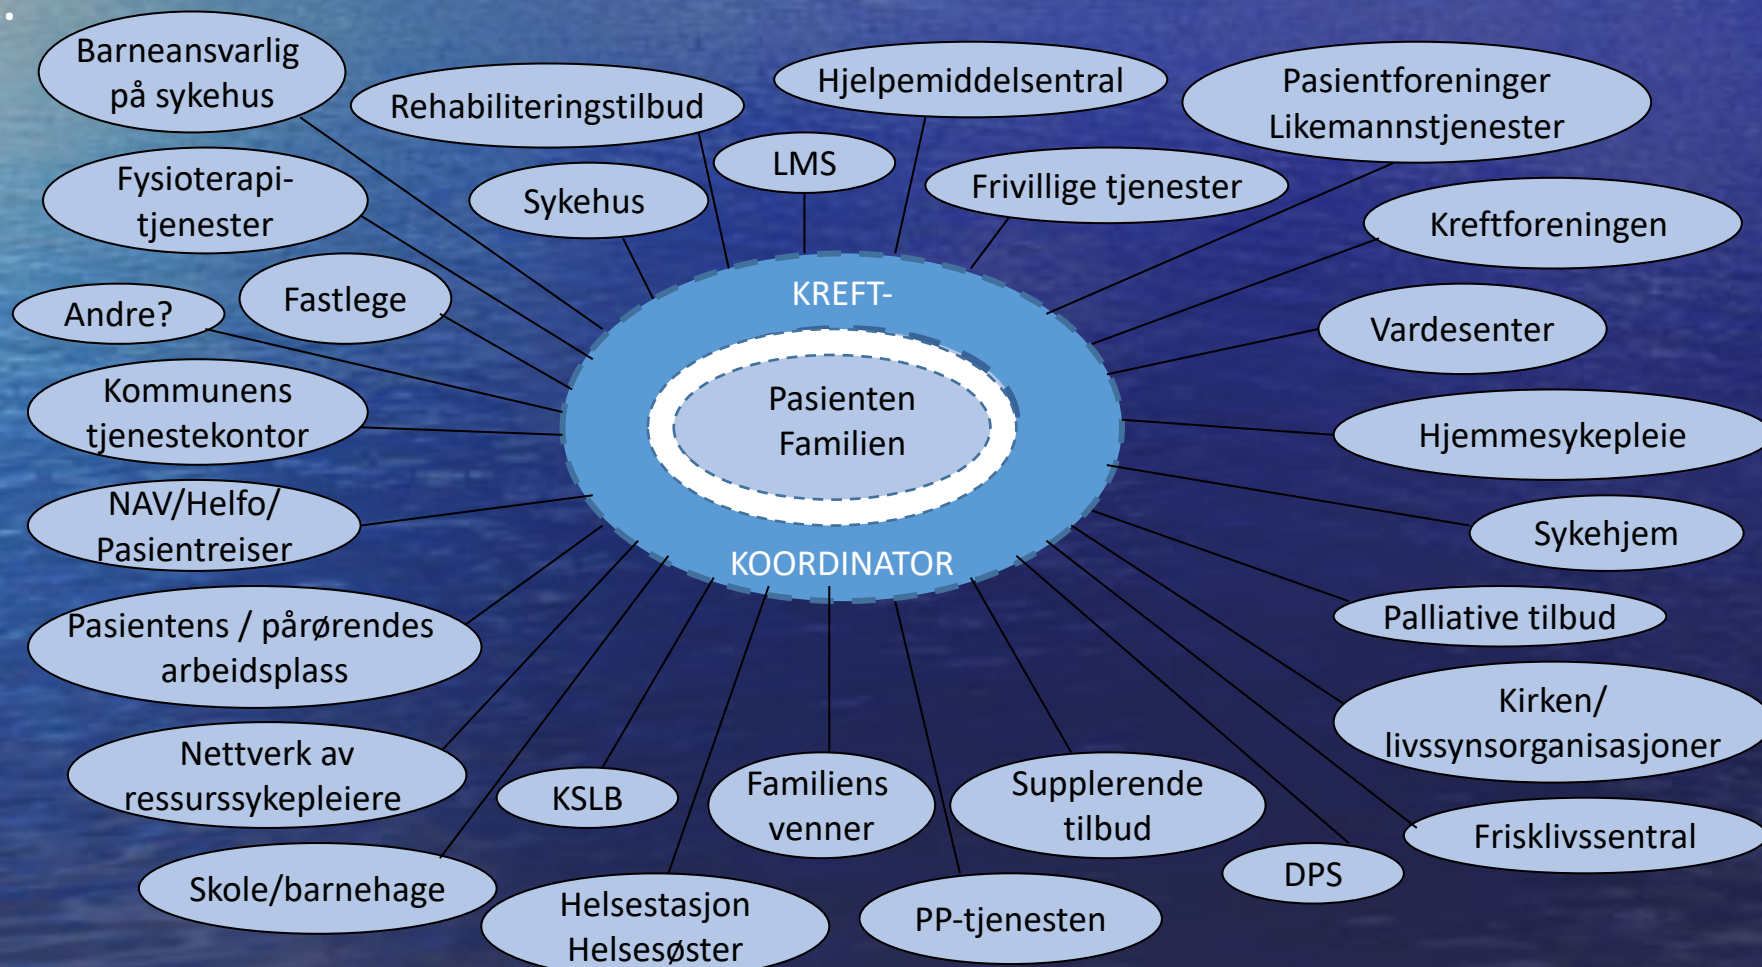 Barneansvarlig
på sykehus
Rehabiliteringstilbud
Hjelpemiddelsentral
Pasientforeninger
Likemannstjenester
Fysioterapi-
tjenester
Sykehus
LMS
Frivillige tjenester
Kreftforeningen
Andre?
Fastlege
KREFT-
Vardesenter
Kommunens
tjenestekontor
Pasienten
Familien
Hjemmesykepleie
NAV/Helfo/
Pasientreiser
KOORDINATOR
Sykehjem
Pasientens / pårørendes
arbeidsplass
Palliative tilbud
Kirken/
livssynsorganisasjoner
Nettverk av
ressurssykepleiere
KSLB
Familiens
venner
Supplerende
tilbud
Frisklivssentral
Skole/barnehage
Helsestasjon
Helsesøster
PP-tjenesten
DPS